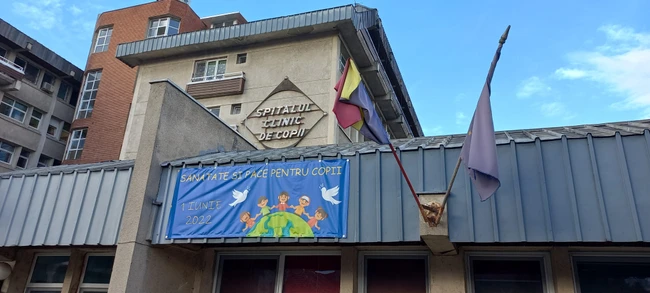 SPITALUL
CLINIC
DE COPII
SANATATE SI PACE PENTRU COPII
1 IUNIE
2022